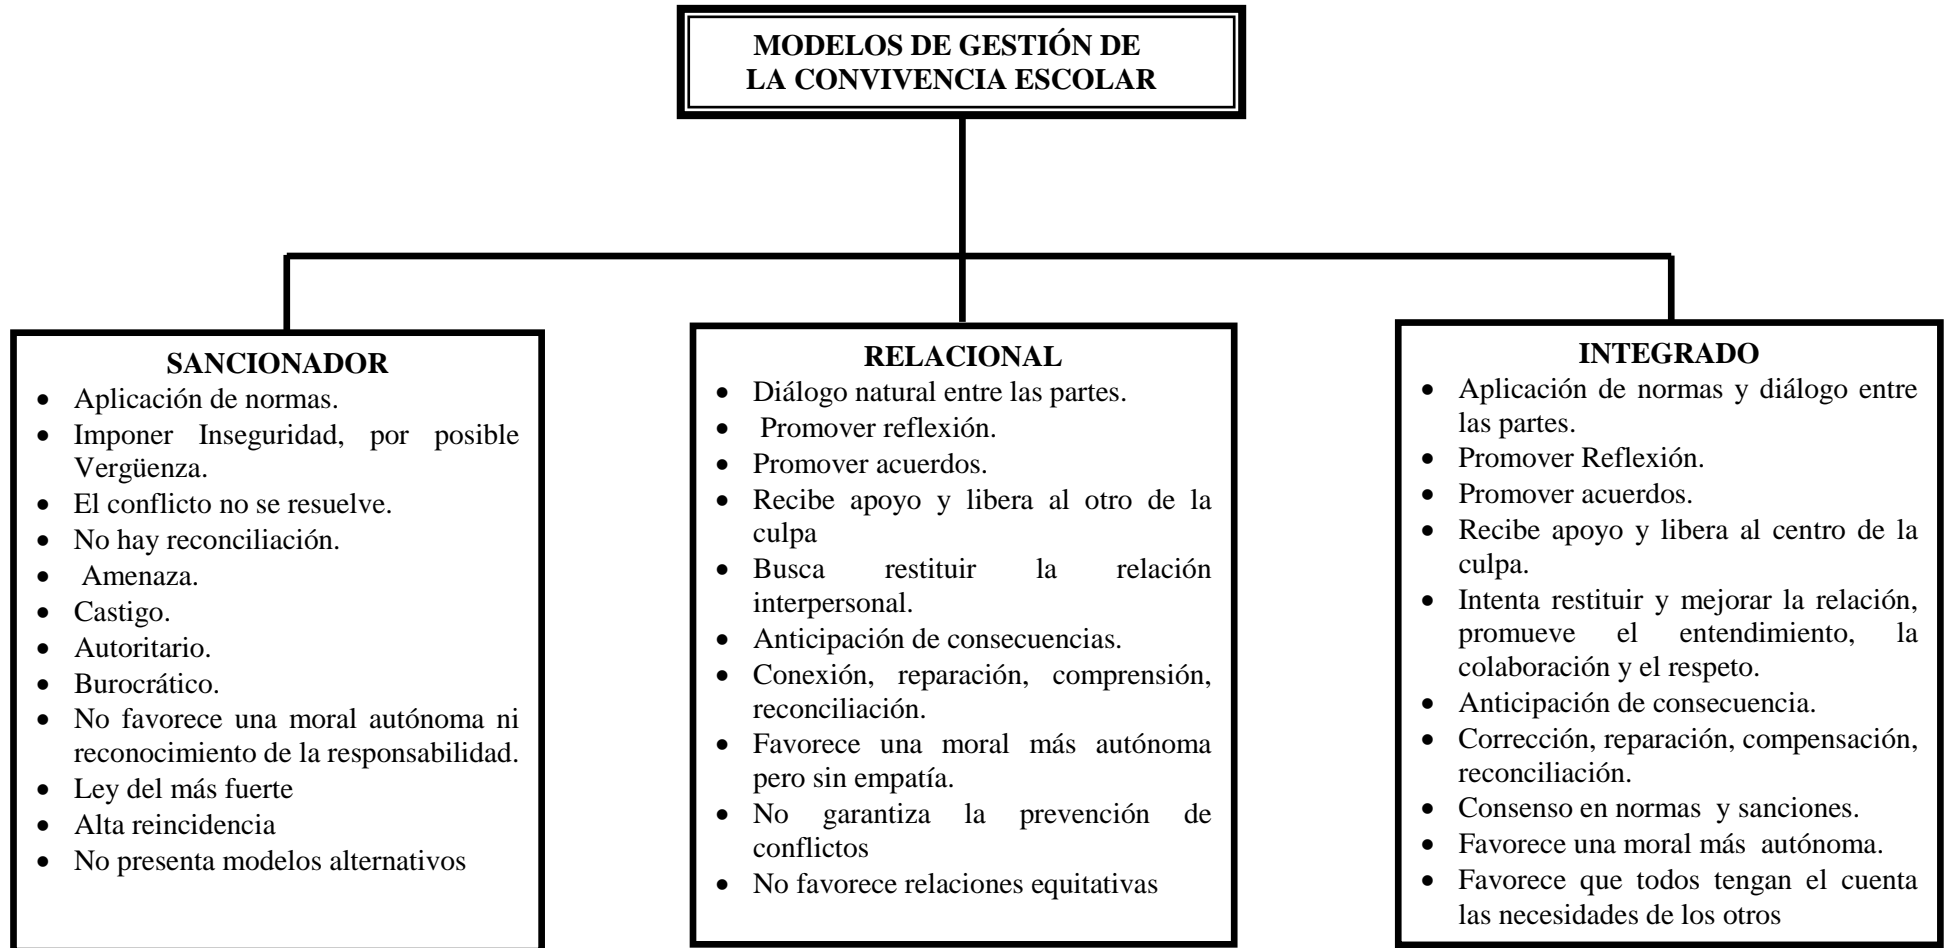 MODELOS DE GESTIÓN DE
LA CONVIVENCIA ESCOLAR
SANCIONADOR
• Aplicación de normas.
• Imponer Inseguridad, por posible
Vergüenza.
• El conflicto no se resuelve.
• No hay reconciliación.
• Amenaza.
• Castigo.
• Autoritario.
• Burocrático.
• No favorece una moral autónoma ni
reconocimiento de la responsabilidad.
• Ley del más fuerte
• Alta reincidencia
• No presenta modelos alternativos
RELACIONAL
• Diálogo natural entre las partes.
• Promover reflexión.
• Promover acuerdos.
• Recibe apoyo y libera al otro de la
culpa
• Busca restituir la relación
interpersonal.
• Anticipación de consecuencias.
• Conexión, reparación, comprensión,
reconciliación.
• Favorece una moral más autónoma
pero sin empatía.
• No garantiza la prevención de
conflictos
• No favorece relaciones equitativas
INTEGRADO
• Aplicación de normas y diálogo entre
las partes.
• Promover Reflexión.
• Promover acuerdos.
• Recibe apoyo y libera al centro de la
culpa.
• Intenta restituir y mejorar la relación,
promueve el entendimiento, la
colaboración y el respeto.
• Anticipación de consecuencia.
• Corrección, reparación, compensación,
reconciliación.
• Consenso en normas y sanciones.
• Favorece una moral más autónoma.
• Favorece que todos tengan el cuenta
las necesidades de los otros